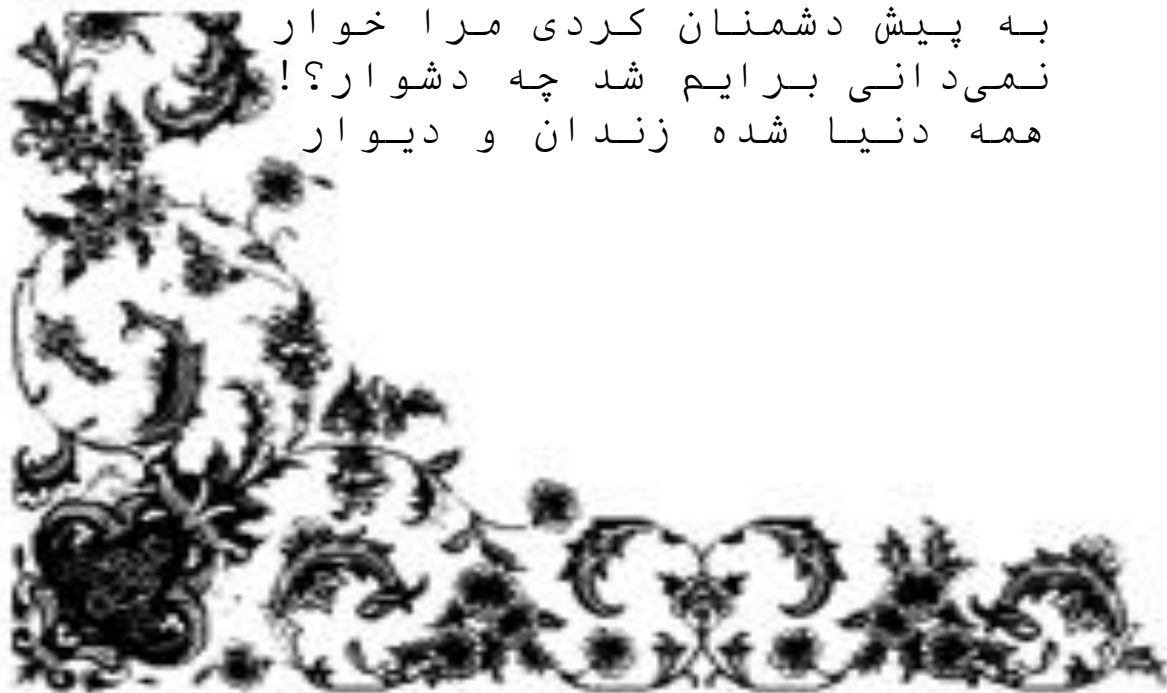 به پیش دشمنان کردی مرا خوار
نمی‌دانی برایم شد چه دشوار؟!
همه دنیا شده زندان و دیوار